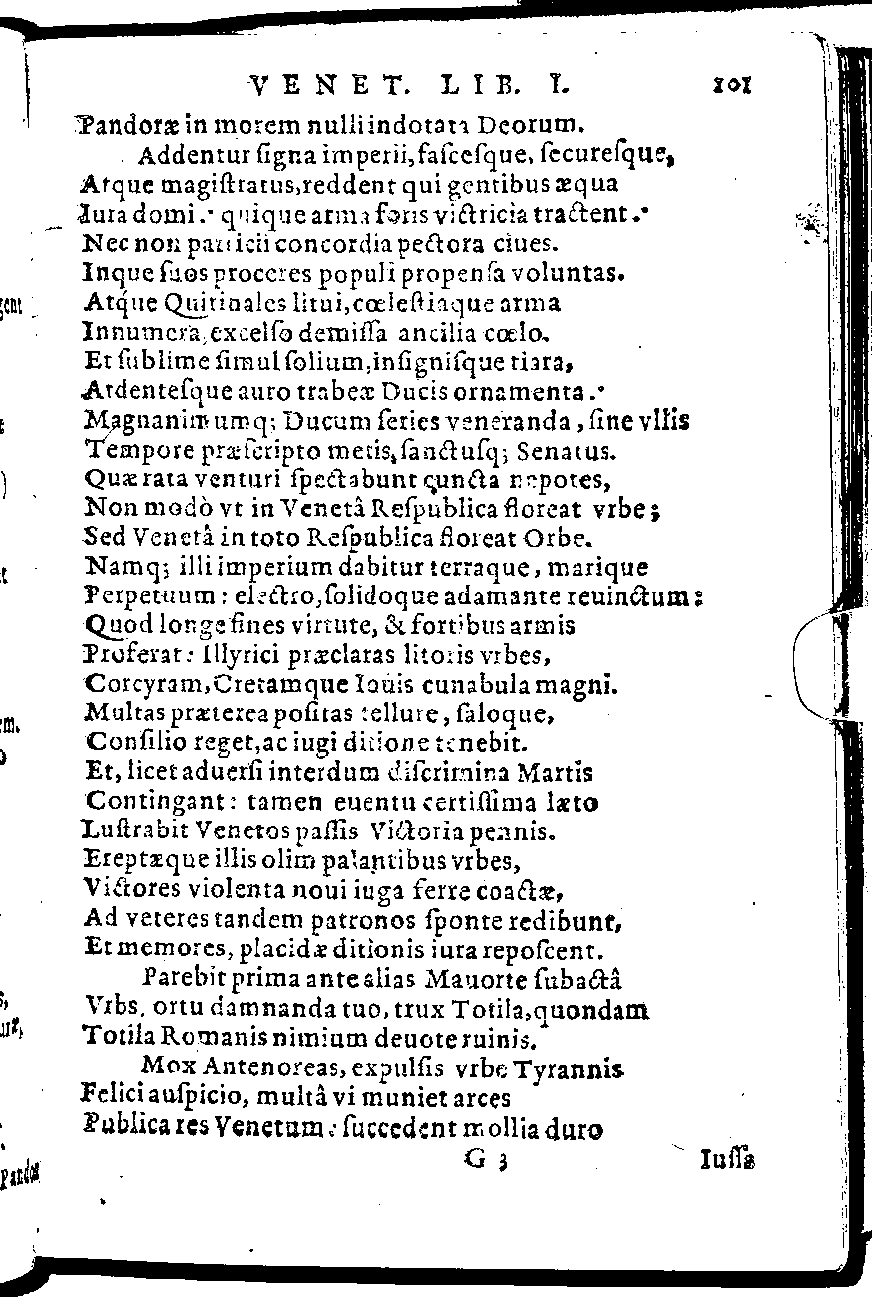 VENET. LIB. I. 101
Pandoræ in morem nulli indotata Deorum.
Addentur ſigna imperii, faſceſque, ſecureſque,
Atque magiſtratus, reddent qui gentibus æqua
Iura domi: quique arma foris victricia tractent:
Nec non patricii concordia pectora ciues.
Inque ſuos proceres populi propenſa voluntas.
Atque Quirinales litui, cœleſtiaque arma
Innumera, excelſo demiſſa ancilia cœlo.
Et ſublime ſimul ſolium, inſigniſque tiara,
Ardenteſque auro trabeæ Ducis ornamenta:
Magnanimumq; Ducum ſeries veneranda, ſine vllis
Tempore præſcripto metis, ſanctuſq; Senatus.
Quæ rata venturi ſpectabunt cuncta nepotes,
Non modò vt in Venetâ Reſpublica floreat vrbe;
Sed Venetâ in toto Reſpublica floreat Orbe.
Namq; illi imperium dabitur terraque, marique
Perpetuum: electro, ſolidoque adamante reuinctum:
Quod longe fines virtute, & fortibus armis
Proferat: Illyrici præclaras litoris vrbes,
Corcyram, Cretamque Iouis cunabula magni.
Multas præterea poſitas tellure, ſaloque,
Conſilio reget, ac iugi ditione tenebit.
Et, licet aduerſi interdum diſcrimina Martis
Contingant: tamen euentu certiſſima læto
Luſtrabit Venetos paſſis Victoria pennis.
Ereptæque illis olim palantibus vrbes,
Victores violenta noui iuga ferre coactæ,
Ad veteres tandem patronos ſponte redibunt,
Et memores, placidæ ditionis iura repoſcent.
Parebit prima ante alias Mauorte ſubactâ
Vrbs, ortu damnanda tuo, trux Totila, quondam
Totila Romanis nimium deuote ruinis.
Mox Antenoreas, expulſis vrbe Tyrannis
Felici auſpicio, multâ vi muniet arces
Publica res Venetum: ſuccedent mollia duro
G 3 Iuſſa